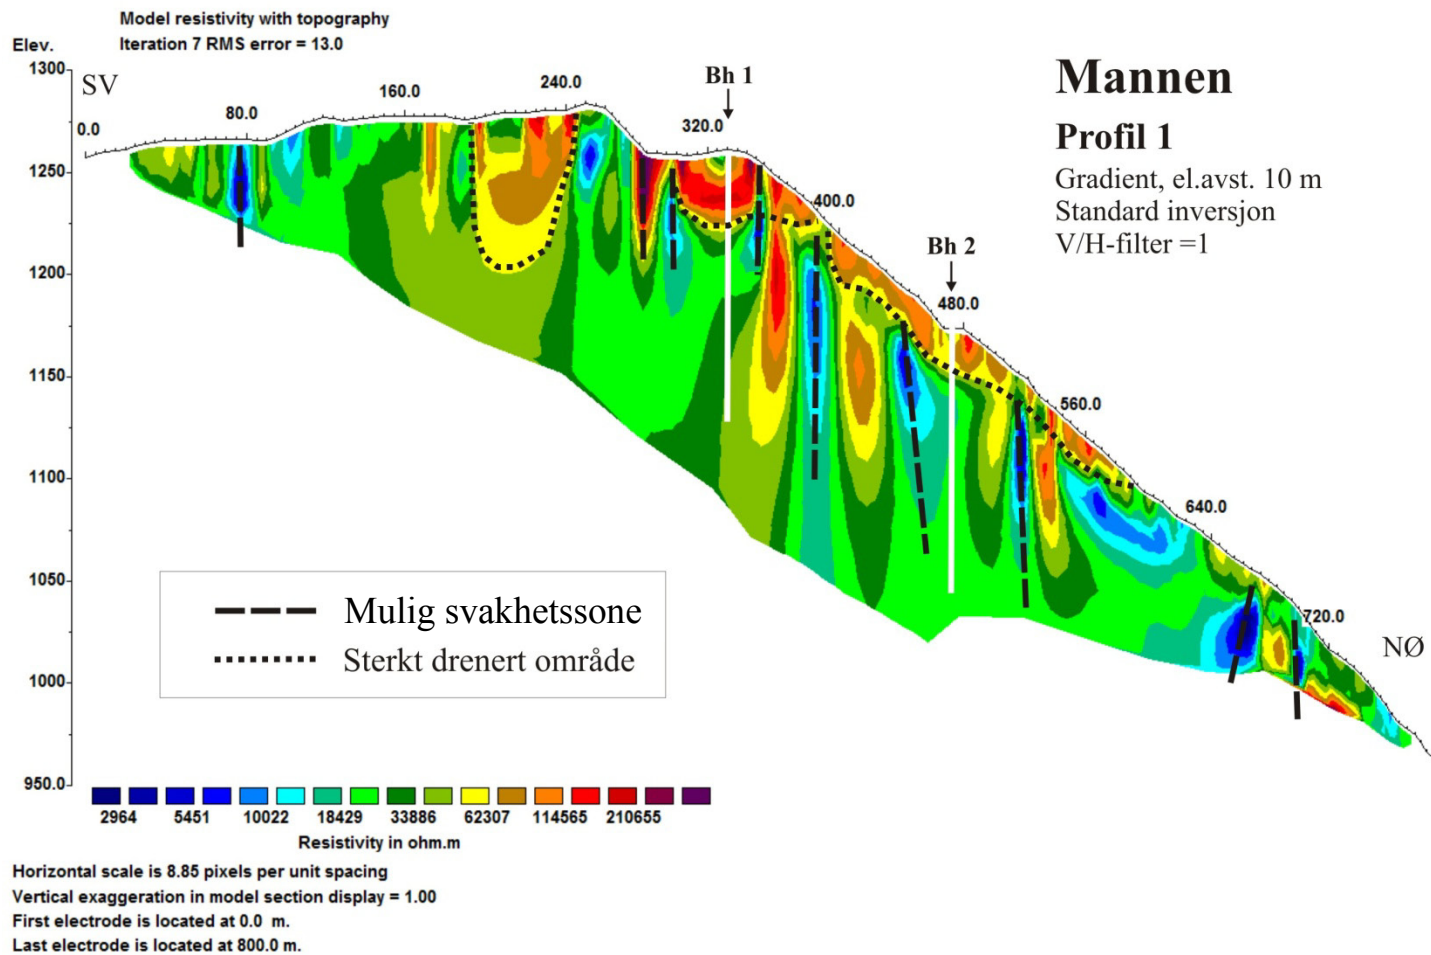 Model resistivity with topography
Iteration 7 RMS error = 13.0
Elev.
Mannen
Profil 1
Gradient, el.avst. 10 m
Standard inversjon
V/H-filter =1
SV
NØ
Bh 1
Bh 2
1300
1250
1200
1150
1100
1050
1000
950.0
0.0
80.0
160.0
240.0
320.0
400.0
480.0
560.0
640.0
720.0
Mulig svakhetssone
Sterkt drenert område
2964 5451 10022 18429 33886 62307 114565 210655
Resistivity in ohm.m
Horizontal scale is 8.85 pixels per unit spacing
Vertical exaggeration in model section display = 1.00
First electrode is located at 0.0 m.
Last electrode is located at 800.0 m.